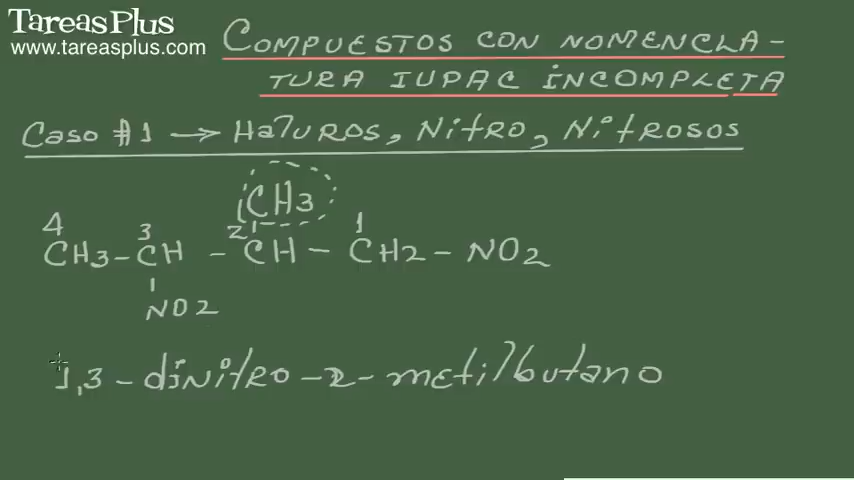 TAREASPLUS
www.tareasplus.com
COMPUESTOS CON NOMENCLA-
TURA IUPAC INCOMPLETA
Caso #1 → HALUROS, NITRO, NITROSOS
CH3
4 3 2 1
CH3-CH - CH - CH2 - NO2
NO2
1,3-dinitro-2-metilbutano